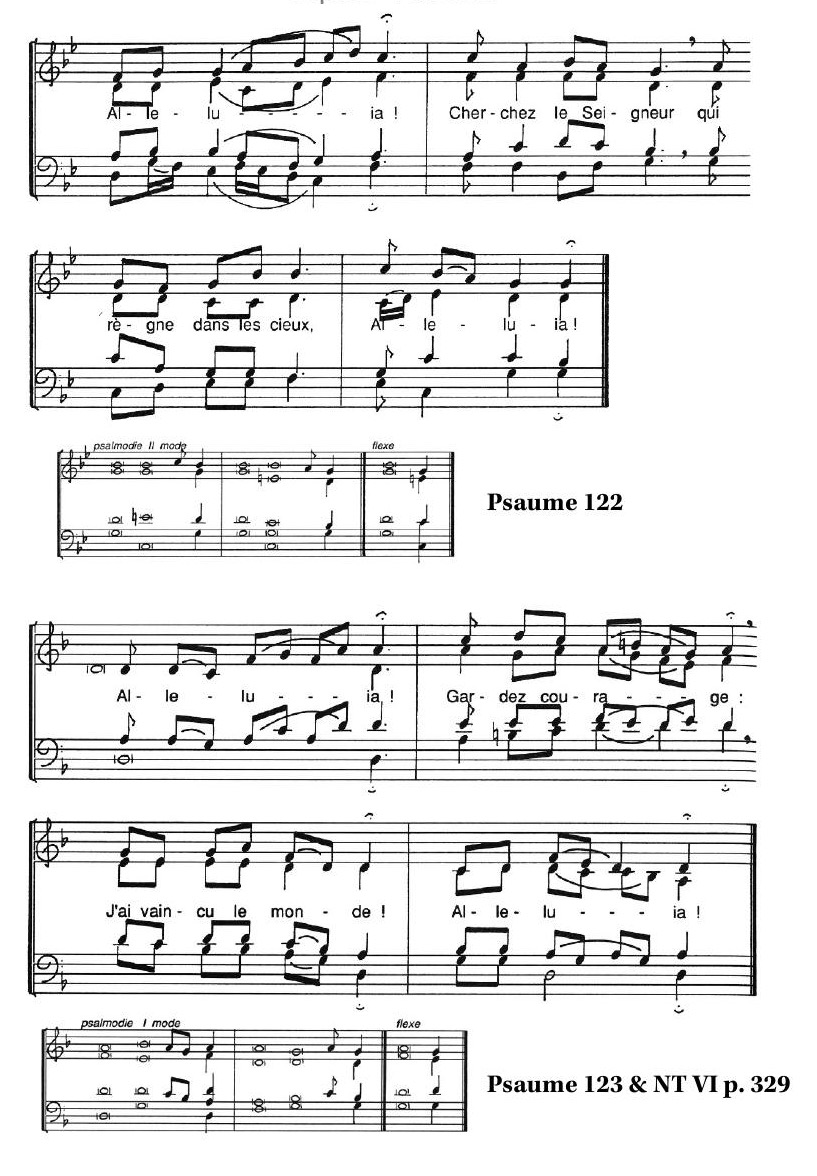 Al - le - lu - - - - ia ! Cher - chez le Sei - gneur qui
rè - gne dans les cieux, Al - le - lu - ia !
psalmodie II mode flexe
Psaume 122
Al - le - lu - - - ia ! Gar - dez cou - ra - - - ge :
J'ai vain - cu le mon - de ! Al - le - lu - - - ia !
psalmodie I mode flexe
Psaume 123 & NT VI p. 329